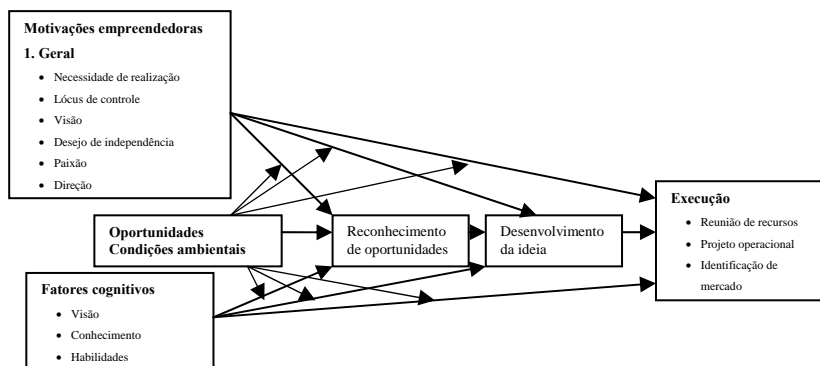 Motivações empreendedoras
1. Geral
• Necessidade de realização
• Lócus de controle
• Visão
• Desejo de independência
• Paixão
• Direção
Oportunidades
Condições ambientais
Reconhecimento
de oportunidades
Desenvolvimento
da ideia
Execução
• Reunião de recursos
• Projeto operacional
• Identificação de
mercado
Fatores cognitivos
• Visão
• Conhecimento
• Habilidades